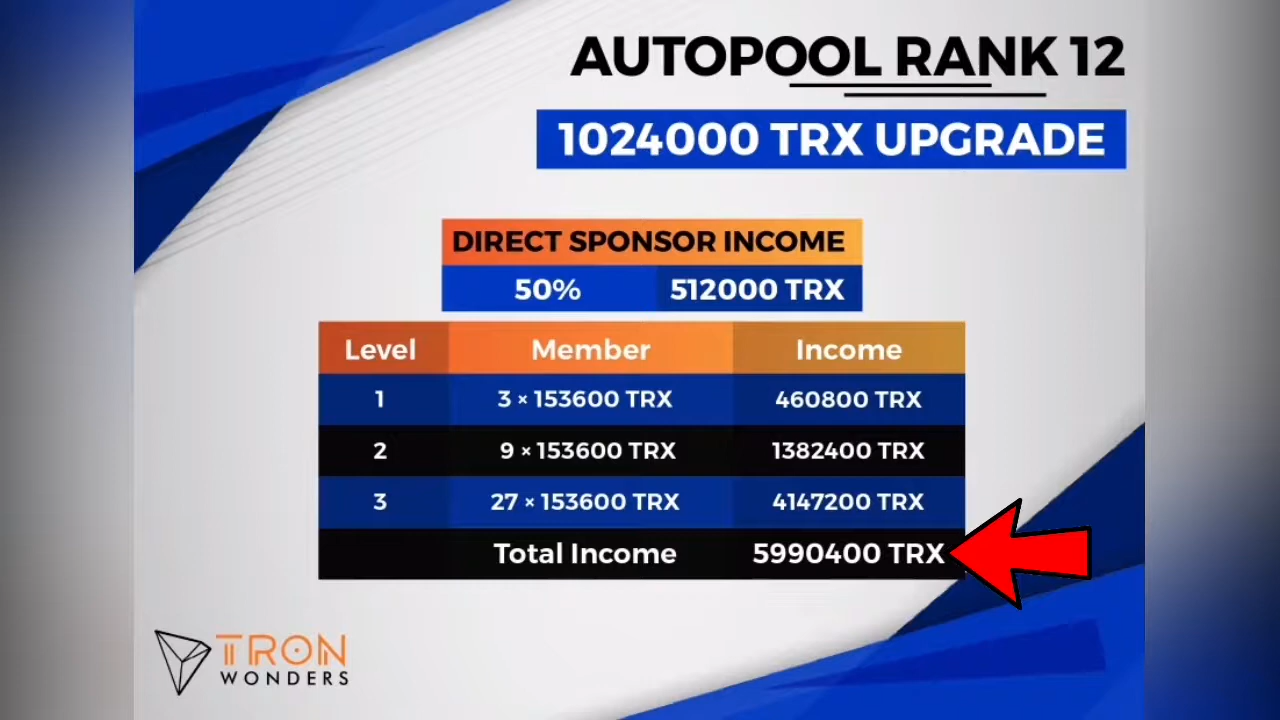 AUTOPOOL RANK 12
1024000 TRX UPGRADE
DIRECT SPONSOR INCOME
50% 512000 TRX
Level Member Income
1 3 × 153600 TRX 460800 TRX
2 9 × 153600 TRX 1382400 TRX
3 27 × 153600 TRX 4147200 TRX
Total Income 5990400 TRX
TRON
WONDERS